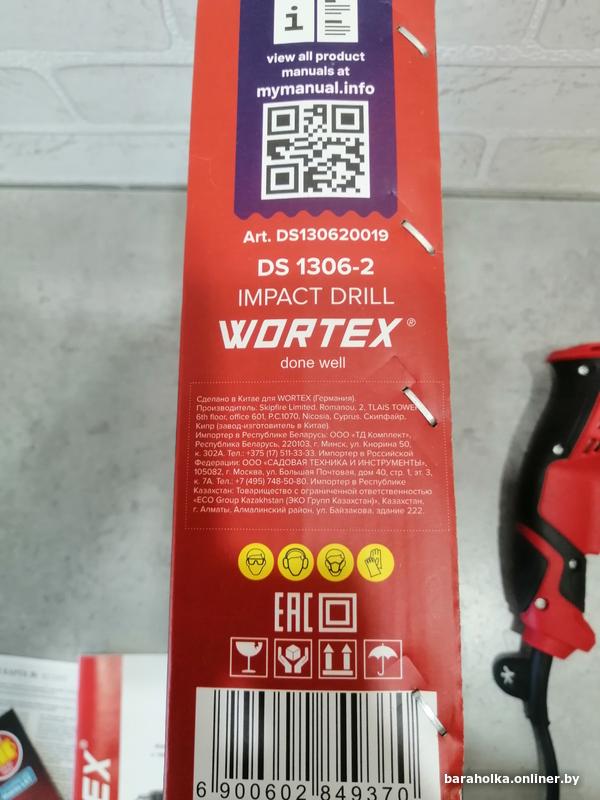 view all product
manuals at
mymanual.info
Art. DS130620019
DS 1306-2
IMPACT DRILL
WORTEX®
done well
Сделано в Китае для WORTEX (Германия).
Производитель: Skipfire Limited. Romanou, 2, TLAIS TOWER
6th floor, office 601, P.C.1070, Nicosia, Cyprus. Скипфайр,
Кипр (завод-изготовитель в Китае)
Импортер в Республике Беларусь: ООО «ТД Комплект»,
Республика Беларусь, 220103, г. Минск, ул. Кнорина 50,
к. 302А. Тел.: +375 (17) 511-33-33. Импортер в Российской
Федерации: ООО «САДОВАЯ ТЕХНИКА И ИНСТРУМЕНТЫ»,
105082, г. Москва, ул. Большая Почтовая, дом 40, стр. 1, эт. 3,
к. 7А. Тел.: +7 (495) 748-50-80. Импортер в Республике
Казахстан: Товарищество с ограниченной ответственностью
«ECO Group Kazakhstan (ЭКО Групп Казахстан)», Казахстан,
г. Алматы, Алмалинский район, ул. Байзакова, здание 222.
EAC
6 900602 849370
EX®
baraholka.onliner.by